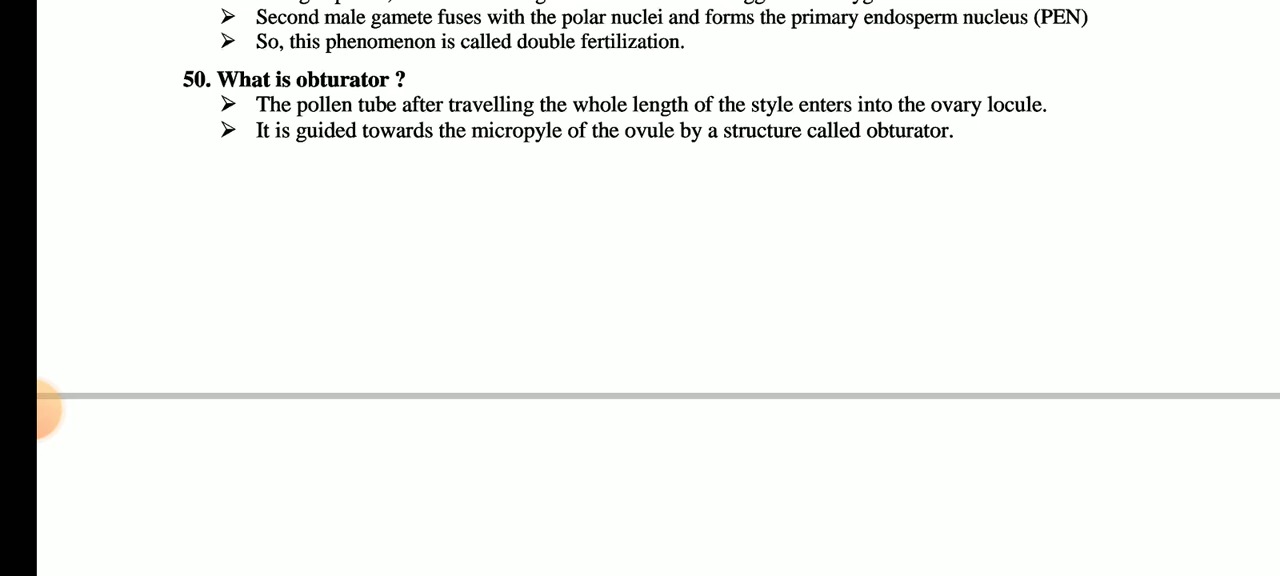 ➢ Second male gamete fuses with the polar nuclei and forms the primary endosperm nucleus (PEN)
➢ So, this phenomenon is called double fertilization.
50. What is obturator ?
➢ The pollen tube after travelling the whole length of the style enters into the ovary locule.
➢ It is guided towards the micropyle of the ovule by a structure called obturator.